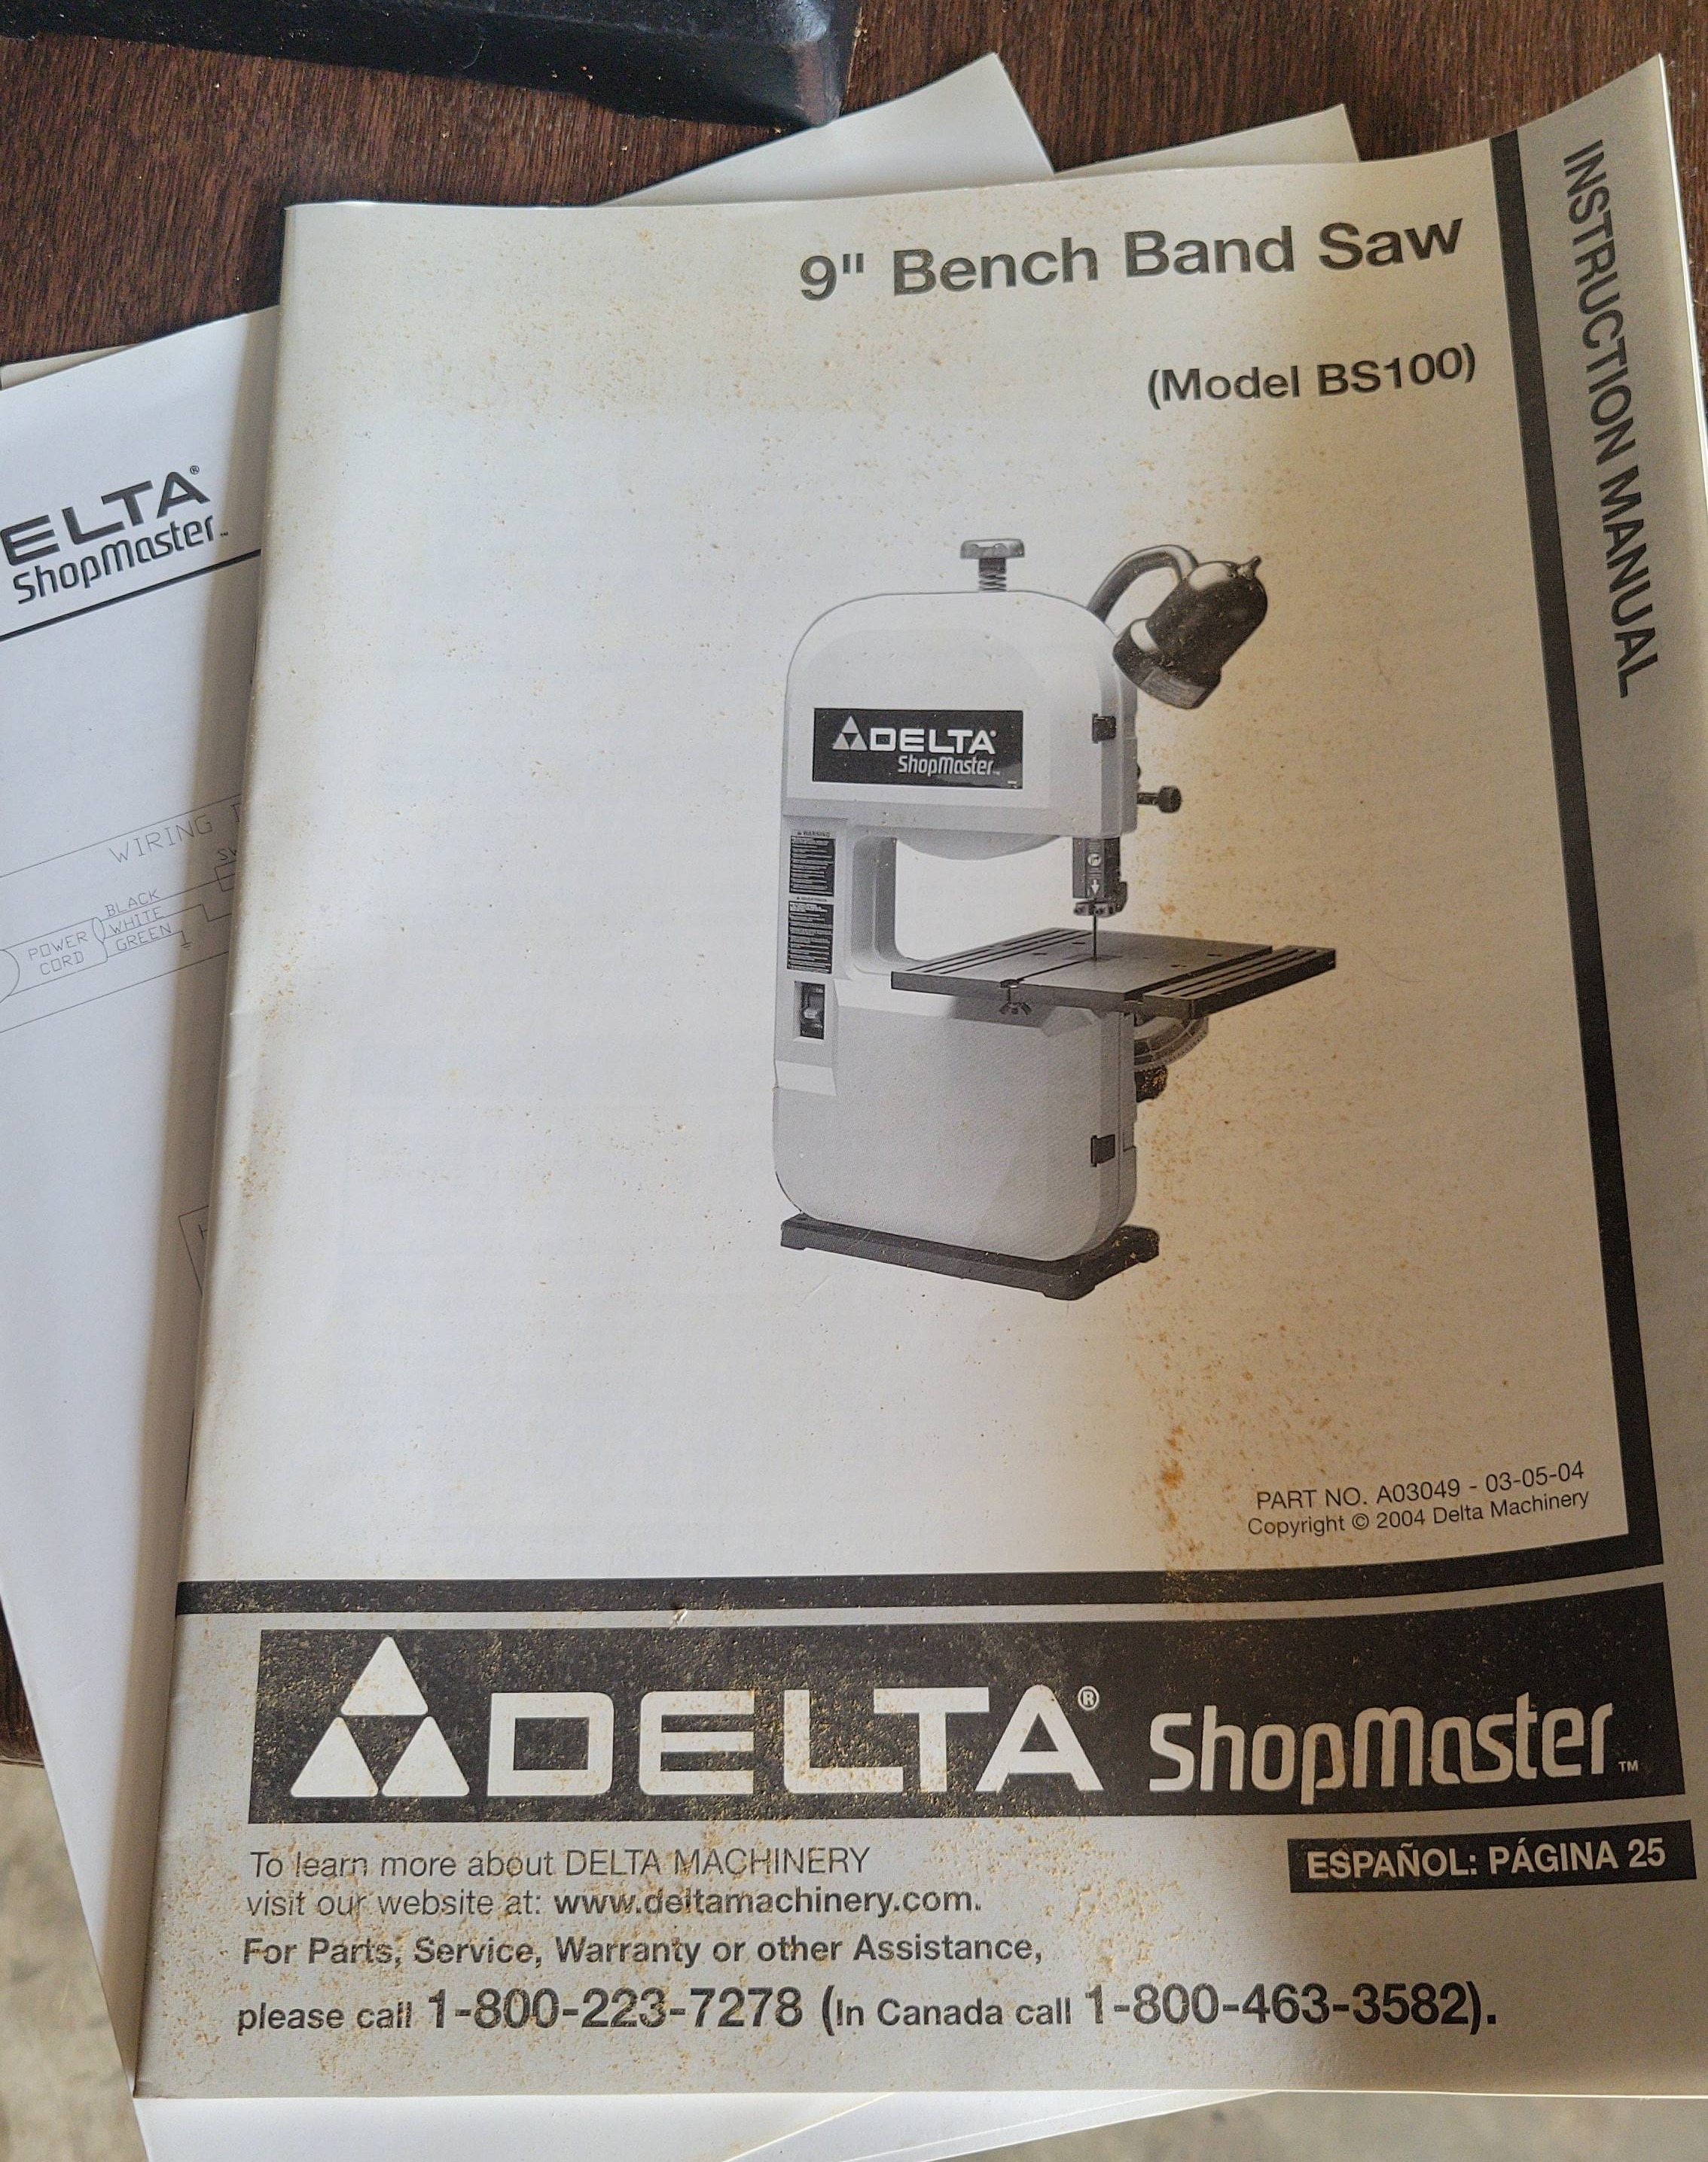 9" Bench Band Saw
(Model BS100)
INSTRUCTION MANUAL
DELTA®
ShopMaster™
WARNING
PART NO. A03049 - 03-05-04
Copyright © 2004 Delta Machinery
DELTA® ShopMaster™
ESPAÑOL: PÁGINA 25
To learn more about DELTA MACHINERY
visit our website at: www.deltamachinery.com.
For Parts, Service, Warranty or other Assistance,
please call 1-800-223-7278 (In Canada call 1-800-463-3582).
ELTA®
ShopMaster™
WIRING
BLACK
WHITE
GREEN
POWER
CORD